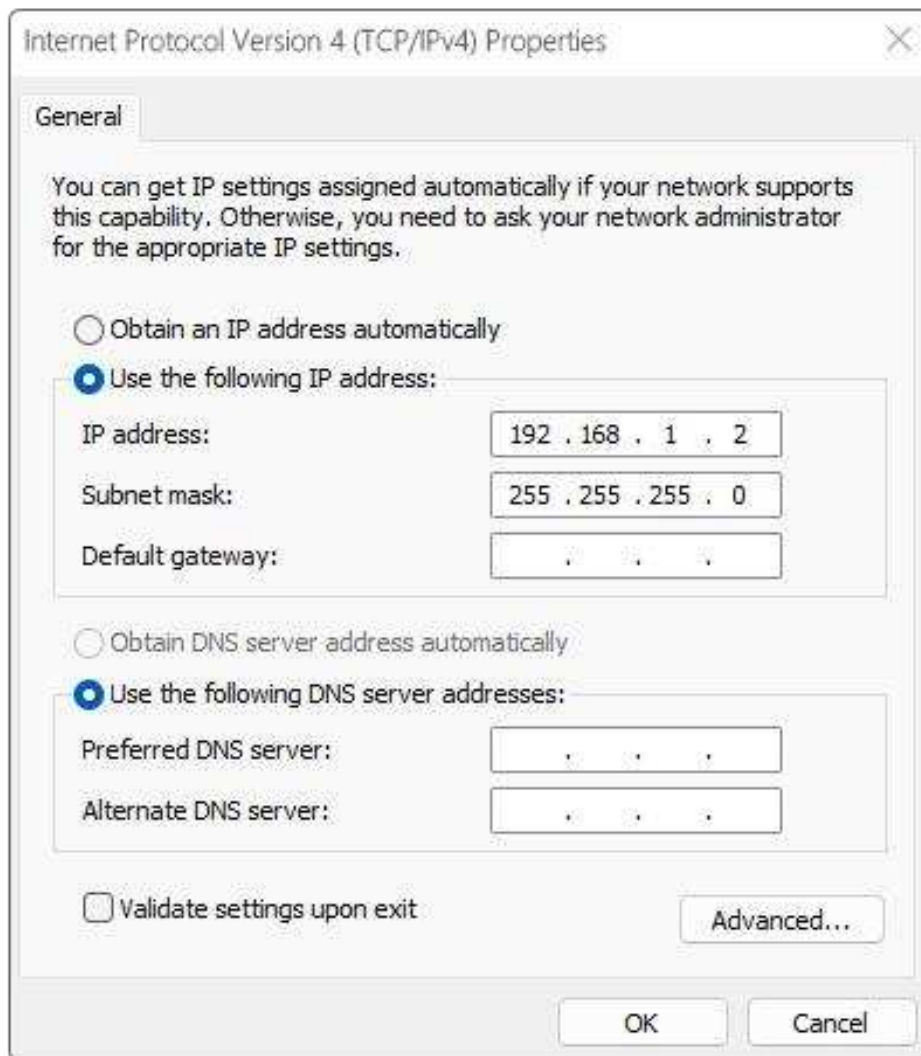 Internet Protocol Version 4 (TCP/IPv4) Properties
General
You can get IP settings assigned automatically if your network supports
this capability. Otherwise, you need to ask your network administrator
for the appropriate IP settings.
Obtain an IP address automatically
Use the following IP address:
IP address: 192 . 168 . 1 . 2
Subnet mask: 255 . 255 . 255 . 0
Default gateway: . . .
Obtain DNS server address automatically
Use the following DNS server addresses:
Preferred DNS server: . . .
Alternate DNS server: . . .
Validate settings upon exit
Advanced...
OK Cancel